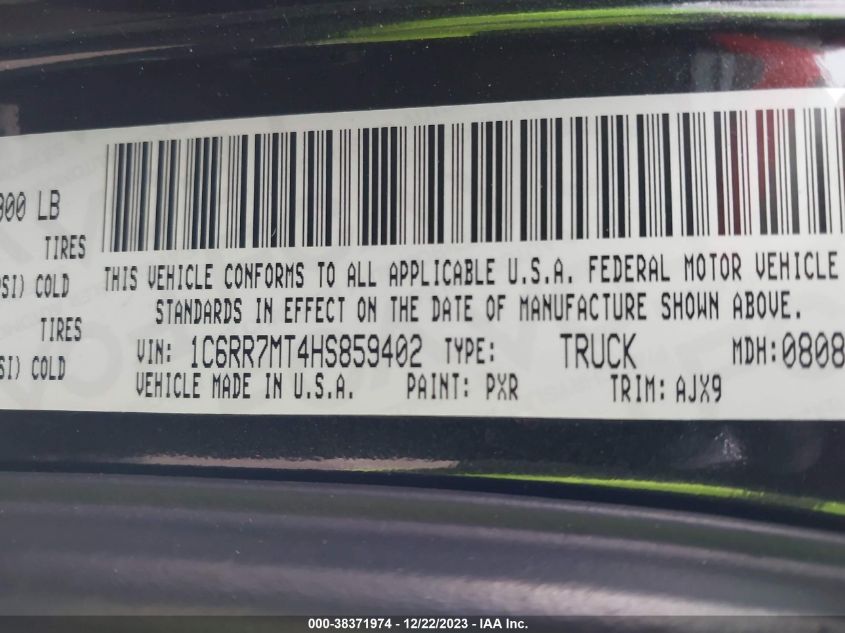 300 LB
TIRES
PSI) COLD
TIRES
SI) COLD
THIS VEHICLE CONFORMS TO ALL APPLICABLE U.S.A. FEDERAL MOTOR VEHICLE
STANDARDS IN EFFECT ON THE DATE OF MANUFACTURE SHOWN ABOVE.
VIN: 1C6RR7MT4HS859402 TYPE: TRUCK MDH:0808
VEHICLE MADE IN U.S.A. PAINT: PXR TRIM: AJX9
000-38371974 - 12/22/2023 - IAA Inc.